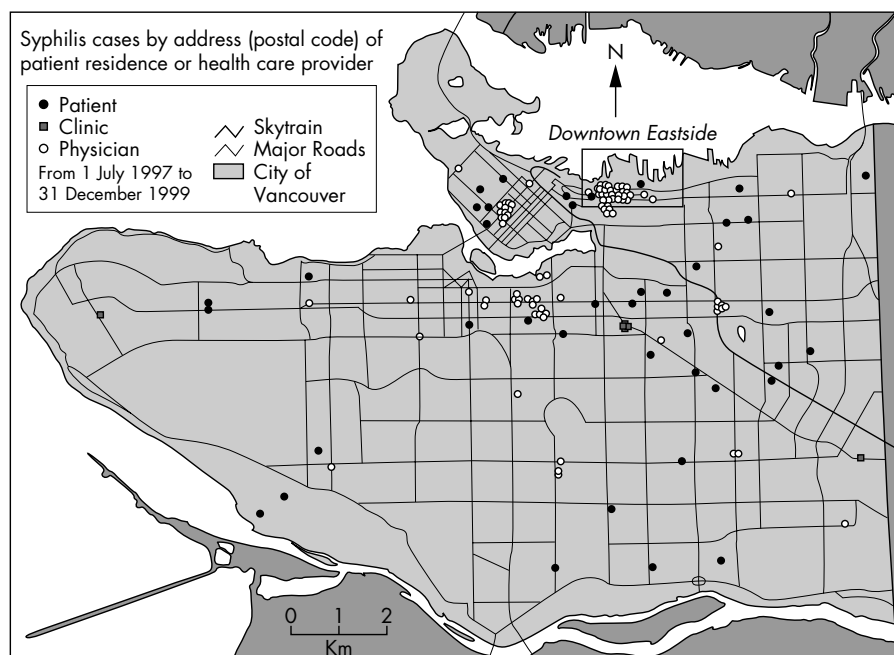 Syphilis cases by address (postal code) of
patient residence or health care provider
Patient
Clinic
Physician
From 1 July 1997 to
31 December 1999
Skytrain
Major Roads
City of
Vancouver
N
Downtown Eastside
0 1 2
Km